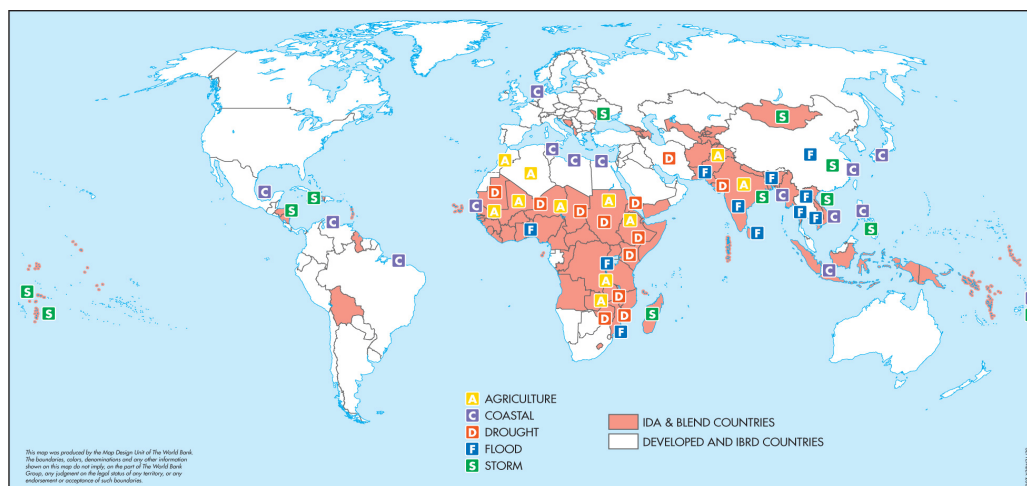 C
S
S
C
D
F
C
A
C
C
C
A
F
S
C
C
S
C
A
D
F
F
D
A
F
S
C
F
S
F
F
C
C
S
F
F
C
D
A
A
D
A
D
D
A
D
A
D
D
C
F
F
A
D
A
D
D
F
S
S
S
C
S
A AGRICULTURE
C COASTAL
D DROUGHT
F FLOOD
S STORM
IDA & BLEND COUNTRIES
DEVELOPED AND IBRD COUNTRIES
This map was produced by the Map Design Unit of The World Bank.
The boundaries, colors, denominations and any other information
shown on this map do not imply, on the part of The World Bank
Group, any judgment on the legal status of any territory, or any
endorsement or acceptance of such boundaries.